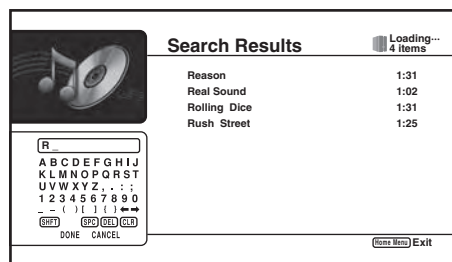 Search Results
Loading...
4 items
Reason 1:31
Real Sound 1:02
Rolling Dice 1:31
Rush Street 1:25
R_
A B C D E F G H I J
K L M N O P Q R S T
U V W X Y Z , . : ;
1 2 3 4 5 6 7 8 9 0
_ – ( ) [ ] { } ← →
SHFT SPC DEL CLR
DONE CANCEL
Home Menu Exit